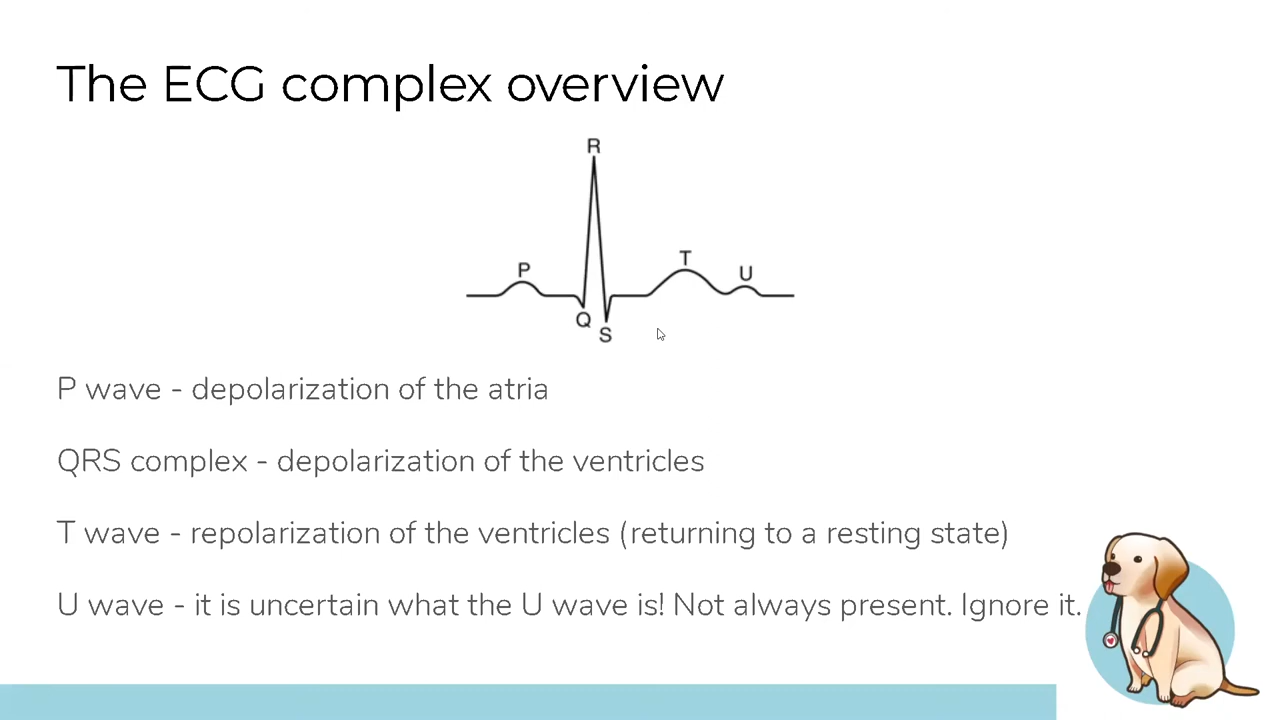 The ECG complex overview
R
P
T
U
Q
S
P wave - depolarization of the atria
QRS complex - depolarization of the ventricles
T wave - repolarization of the ventricles (returning to a resting state)
U wave - it is uncertain what the U wave is! Not always present. Ignore it.